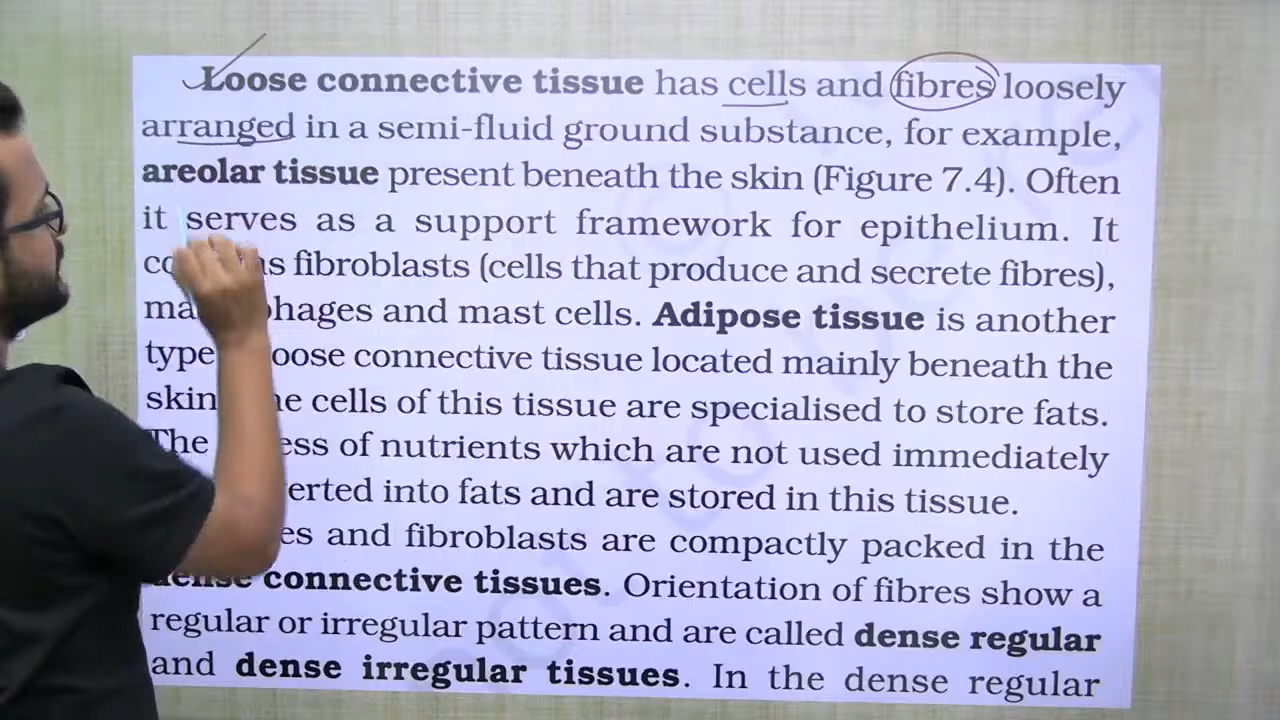 Loose connective tissue has cells and fibres loosely
arranged in a semi-fluid ground substance, for example,
areolar tissue present beneath the skin (Figure 7.4). Often
it serves as a support framework for epithelium. It
fibroblasts (cells that produce and secrete fibres),
and mast cells. Adipose tissue is another
type loose connective tissue located mainly beneath the
skin cells of this tissue are specialised to store fats.
The of nutrients which are not used immediately
into fats and are stored in this tissue.
and fibroblasts are compactly packed in the
dense connective tissues. Orientation of fibres show a
regular or irregular pattern and are called dense regular
and dense irregular tissues. In the dense regular